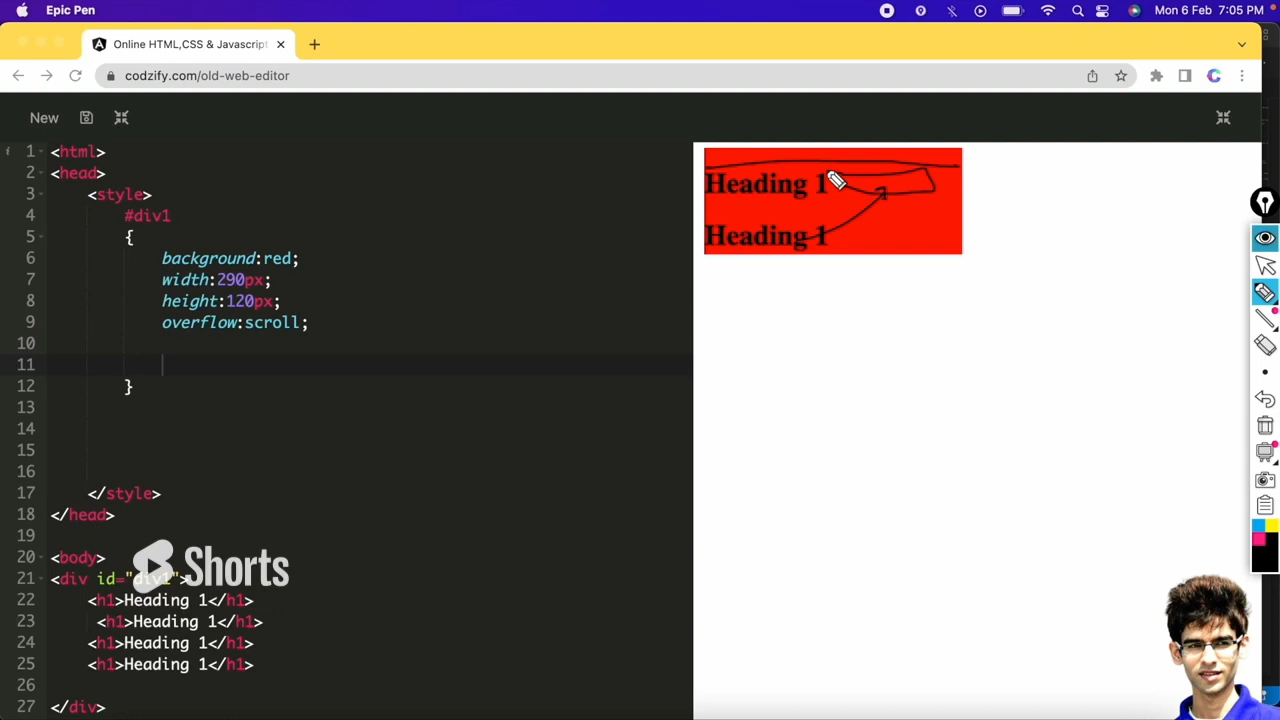 Epic Pen
Mon 6 Feb 7:05 PM
Online HTML,CSS & Javascript
codzify.com/old-web-editor
New
1 <html>
2 <head>
3 <style>
4 #div1
5 {
6 background:red;
7 width:290px;
8 height:120px;
9 overflow:scroll;
10
11
12 }
13
14
15
16
17 </style>
18 </head>
19
20 <body>
21 <div id="div1">
22 <h1>Heading 1</h1>
23 <h1>Heading 1</h1>
24 <h1>Heading 1</h1>
25 <h1>Heading 1</h1>
26
27 </div>
Shorts
Heading 1
Heading 1